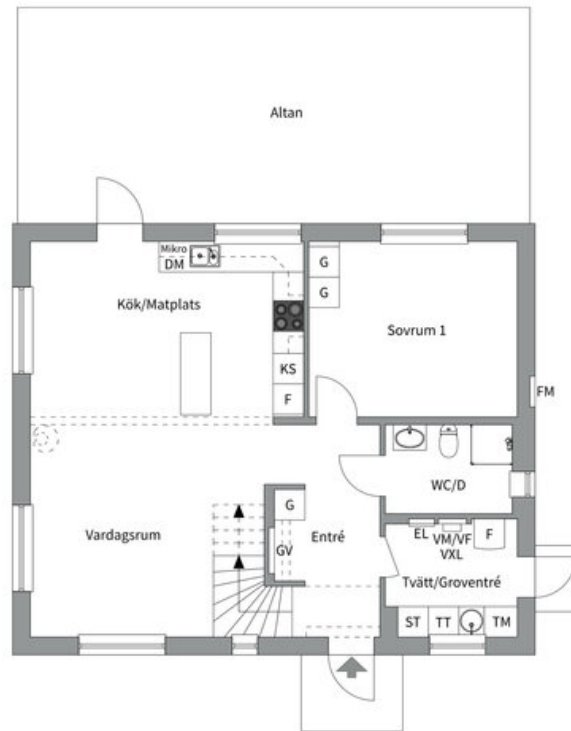 Altan
Mikro
DM
G
G
Kök/Matplats
Sovrum 1
KS
F
FM
WC/D
G
Vardagsrum
GV
Entré
EL
VM/VF
VXL
F
Tvätt/Groventré
ST
TT
TM